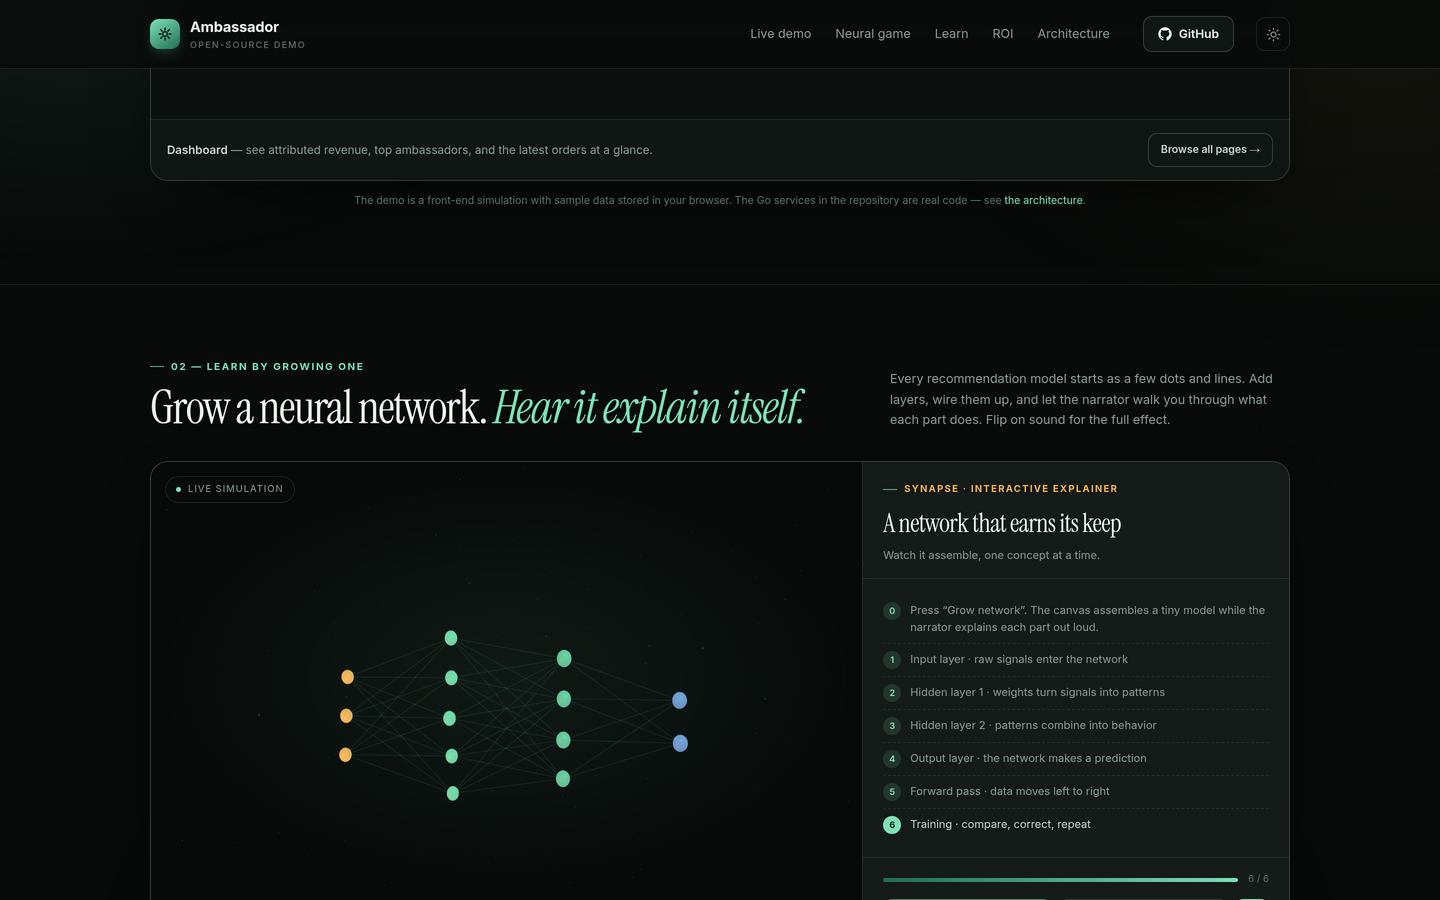 Ambassador
OPEN-SOURCE DEMO
Live demo
Neural game
Learn
ROI
Architecture
GitHub
Dashboard — see attributed revenue, top ambassadors, and the latest orders at a glance.
Browse all pages →
The demo is a front-end simulation with sample data stored in your browser. The Go services in the repository are real code — see the architecture.
02 — LEARN BY GROWING ONE
Grow a neural network. Hear it explain itself.
Every recommendation model starts as a few dots and lines. Add
layers, wire them up, and let the narrator walk you through what
each part does. Flip on sound for the full effect.
LIVE SIMULATION
SYNAPSE · INTERACTIVE EXPLAINER
A network that earns its keep
Watch it assemble, one concept at a time.
0 Press “Grow network”. The canvas assembles a tiny model while the
narrator explains each part out loud.
1 Input layer · raw signals enter the network
2 Hidden layer 1 · weights turn signals into patterns
3 Hidden layer 2 · patterns combine into behavior
4 Output layer · the network makes a prediction
5 Forward pass · data moves left to right
6 Training · compare, correct, repeat
6 / 6